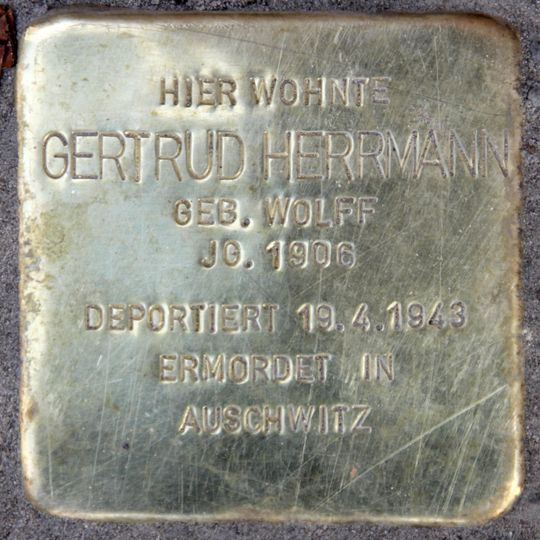 HIER WOHNTE
GERTRUD HERRMANN
GEB. WOLFF
JG. 1906
DEPORTIERT 19.4.1943
ERMORDET IN
AUSCHWITZ